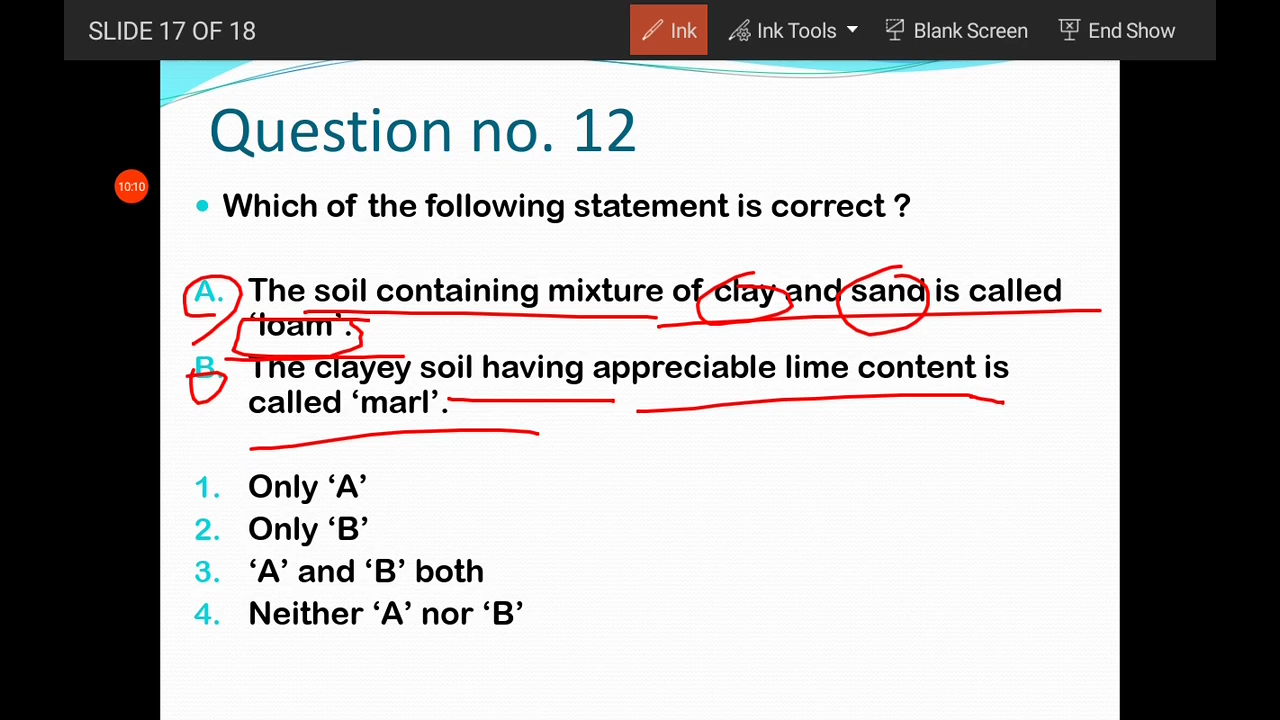 SLIDE 17 OF 18
Ink
Ink Tools
Blank Screen
End Show
Question no. 12
10:10
• Which of the following statement is correct ?
A. The soil containing mixture of clay and sand is called
‘loam’.
B. The clayey soil having appreciable lime content is
called ‘marl’.
1. Only ‘A’
2. Only ‘B’
3. ‘A’ and ‘B’ both
4. Neither ‘A’ nor ‘B’